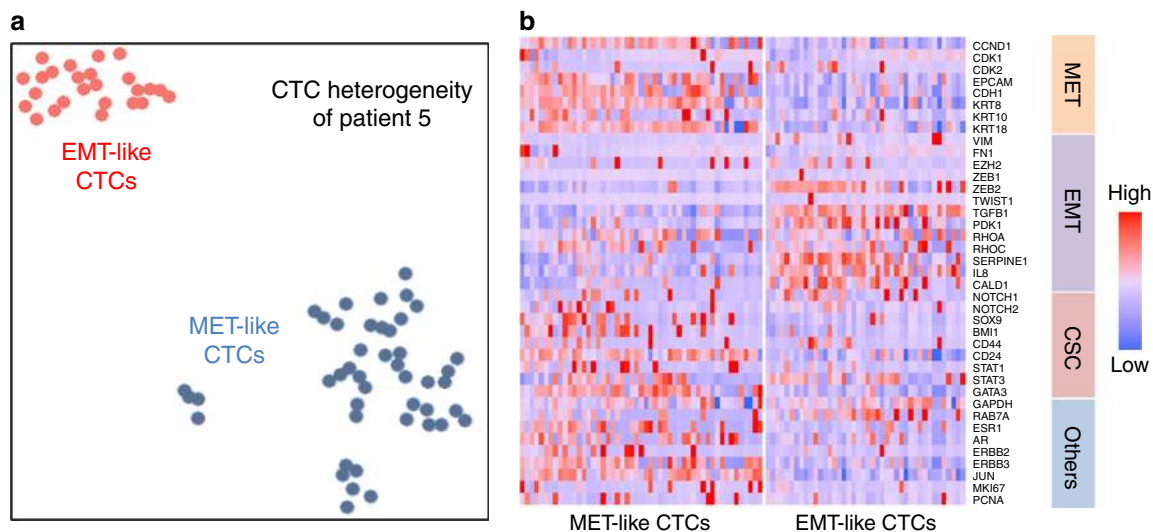 a
CTC heterogeneity
of patient 5
EMT-like
CTCs
MET-like
CTCs
b
CCND1
CDK1
CDK2
EPCAM
CDH1
KRT8
KRT10
KRT18
VIM
FN1
EZH2
ZEB1
ZEB2
TWIST1
TGFB1
PDK1
RHOA
RHOC
SERPINE1
IL8
CALD1
NOTCH1
NOTCH2
SOX9
BMI1
CD44
CD24
STAT1
STAT3
GATA3
GAPDH
RAB7A
ESR1
AR
ERBB2
ERBB3
JUN
MKI67
PCNA
MET
EMT
CSC
Others
High
Low
MET-like CTCs
EMT-like CTCs